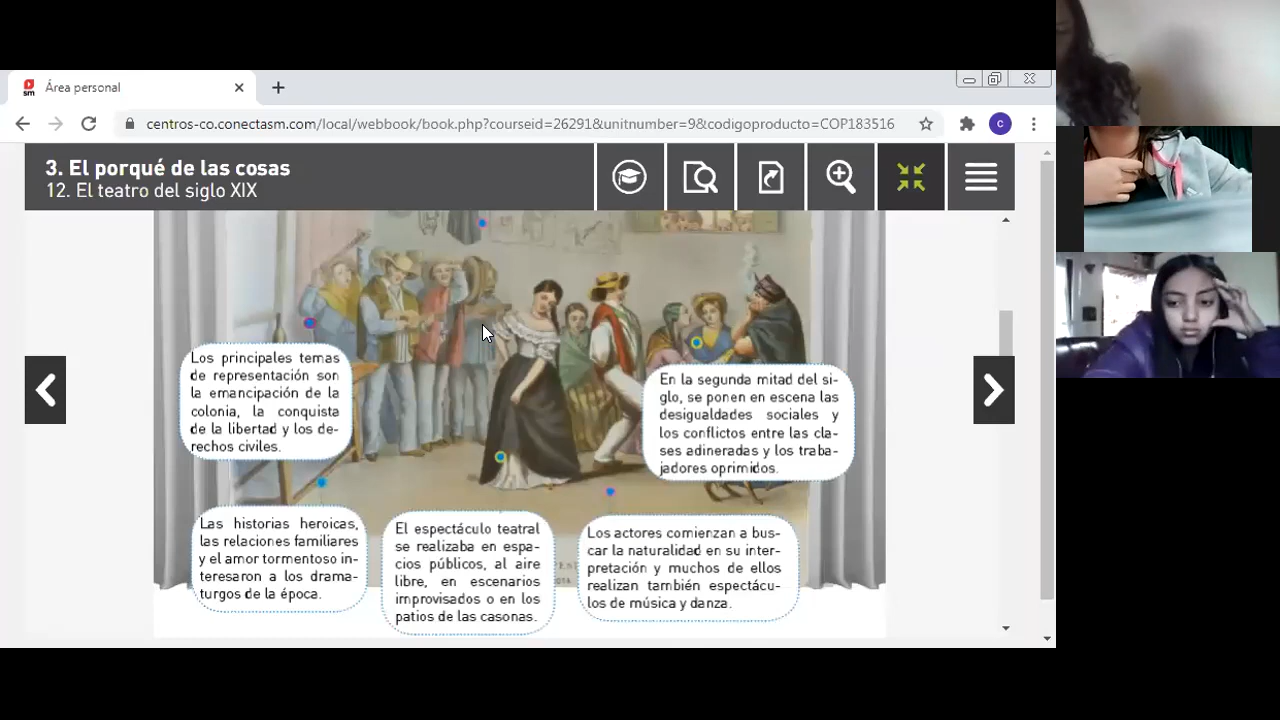 Área personal
sm
centros-co.conectasm.com/local/webbook/book.php?courseid=26291&unitnumber=9&codigoproducto=COP183516
c
3. El porqué de las cosas
12. El teatro del siglo XIX
Los principales temas
de representación son
la emancipación de la
colonia, la conquista
de la libertad y los de-
rechos civiles.
En la segunda mitad del si-
glo, se ponen en escena las
desigualdades sociales y
los conflictos entre las cla-
ses adineradas y los traba-
jadores oprimidos.
Las historias heroicas,
las relaciones familiares
y el amor tormentoso in-
teresaron a los drama-
turgos de la época.
El espectáculo teatral
se realizaba en espa-
cios públicos, al aire
libre, en escenarios
improvisados o en los
patios de las casonas.
Los actores comienzan a bus-
car la naturalidad en su inter-
pretación y muchos de ellos
realizan también espectácu-
los de música y danza.